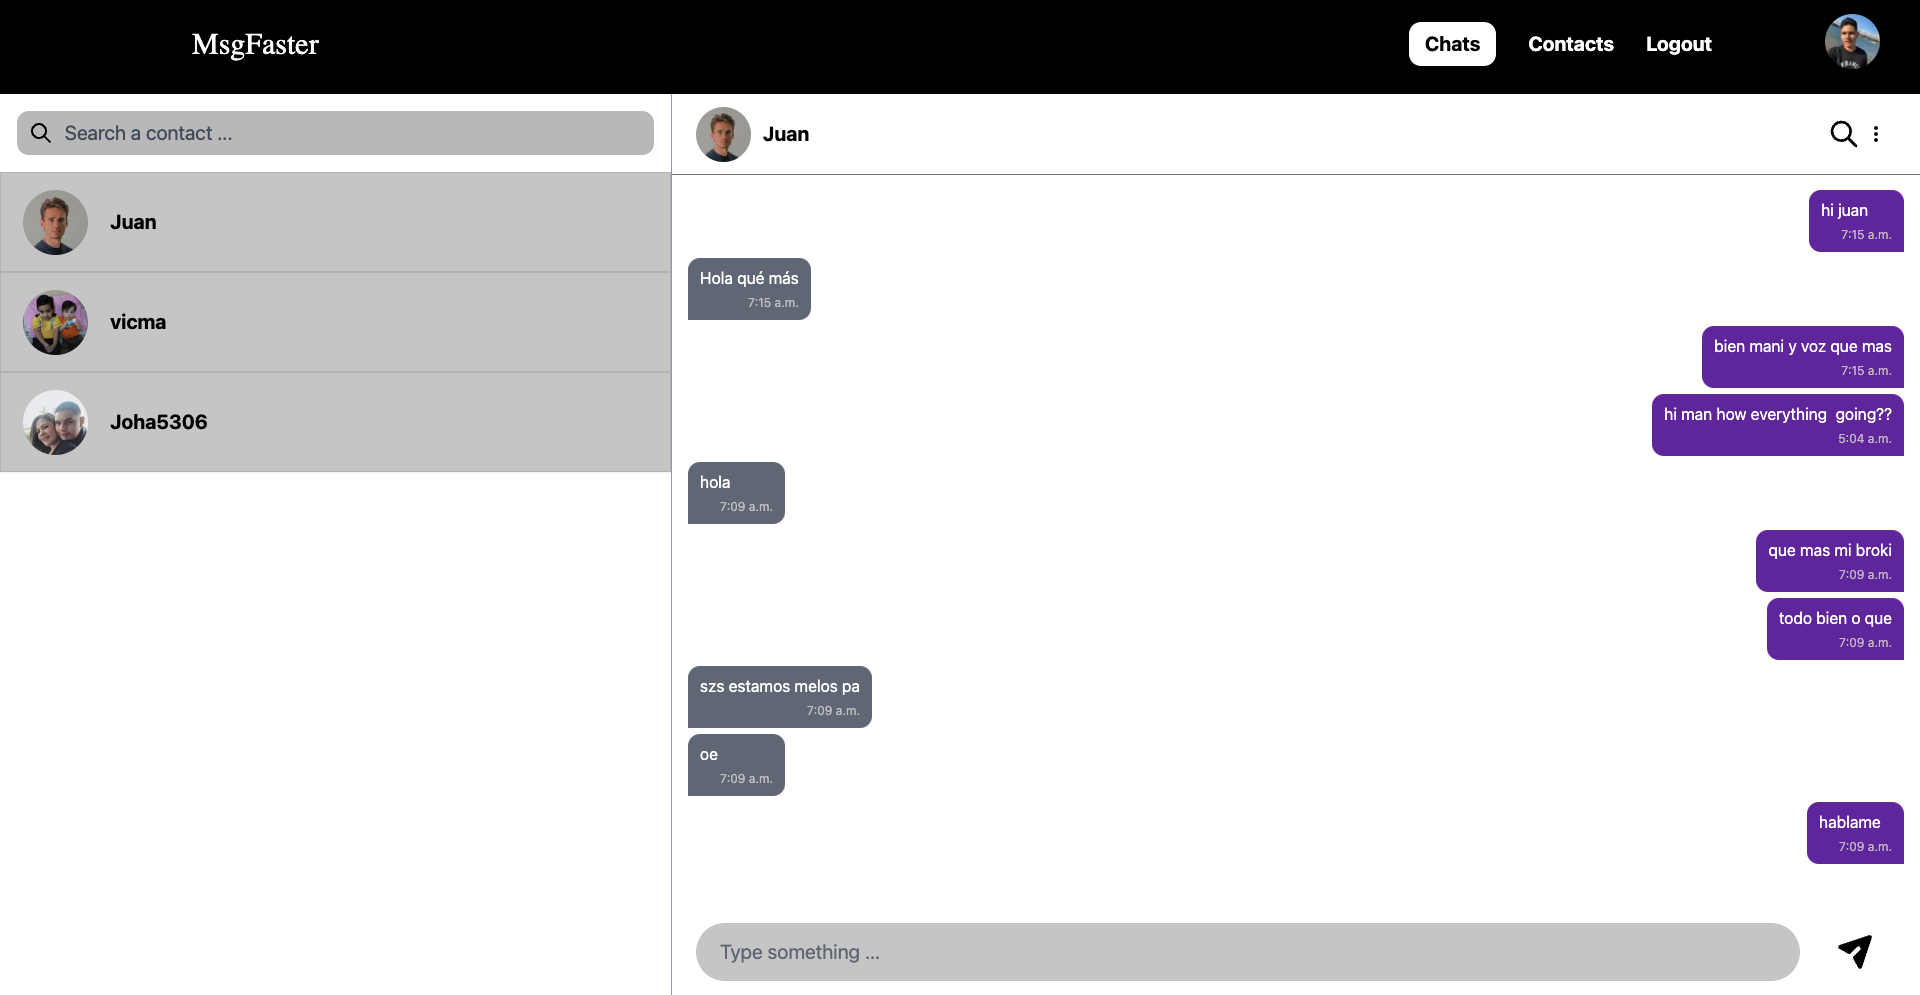 MsgFaster
Chats
Contacts
Logout
Search a contact ...
Juan
vicma
Joha5306
Juan
hi juan
7:15 a.m.
Hola qué más
7:15 a.m.
bien mani y voz que mas
7:15 a.m.
hi man how everything  going??
5:04 a.m.
hola
7:09 a.m.
que mas mi broki
7:09 a.m.
todo bien o que
7:09 a.m.
szs estamos melos pa
7:09 a.m.
oe
7:09 a.m.
hablame
7:09 a.m.
Type something ...